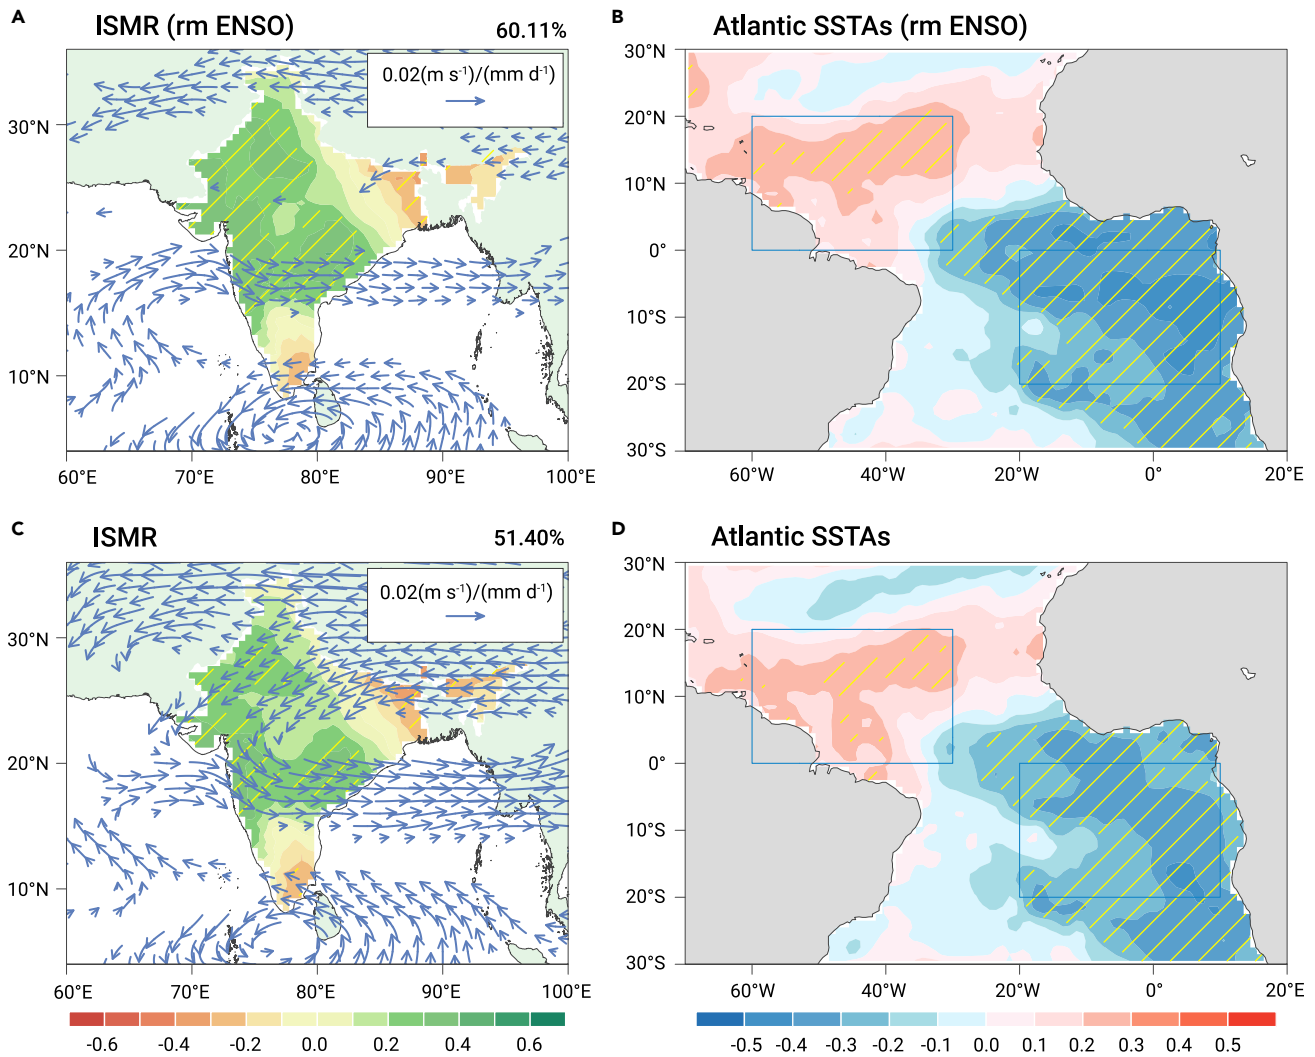 A
ISMR (rm ENSO)
60.11%
0.02(m s⁻¹)/(mm d⁻¹)
30°N
20°N
10°N
60°E
70°E
80°E
90°E
100°E
B
Atlantic SSTAs (rm ENSO)
30°N
20°N
10°N
0°
10°S
20°S
30°S
60°W
40°W
20°W
0°
20°E
C
ISMR
51.40%
0.02(m s⁻¹)/(mm d⁻¹)
30°N
20°N
10°N
60°E
70°E
80°E
90°E
100°E
-0.6
-0.4
-0.2
0.0
0.2
0.4
0.6
D
Atlantic SSTAs
30°N
20°N
10°N
0°
10°S
20°S
30°S
60°W
40°W
20°W
0°
20°E
-0.5
-0.4
-0.3
-0.2
-0.1
0.0
0.1
0.2
0.3
0.4
0.5